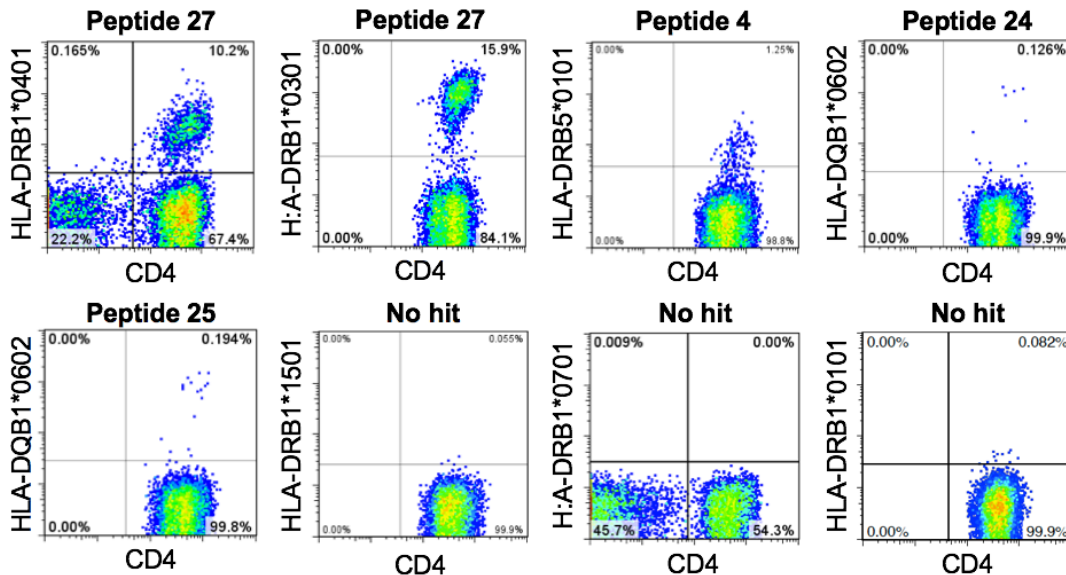 Peptide 27
HLA-DRB1*0401
0.165%
10.2%
22.2%
67.4%
CD4
Peptide 27
H:A-DRB1*0301
0.00%
15.9%
0.00%
84.1%
CD4
Peptide 4
HLA-DRB5*0101
0.00%
1.25%
0.00%
98.8%
CD4
Peptide 24
HLA-DQB1*0602
0.00%
0.126%
0.00%
99.9%
CD4
Peptide 25
HLA-DQB1*0602
0.00%
0.194%
0.00%
99.8%
CD4
No hit
HLA-DRB1*1501
0.00%
0.055%
0.00%
99.9%
CD4
No hit
H:A-DRB1*0701
0.009%
0.00%
45.7%
54.3%
CD4
No hit
HLA-DRB1*0101
0.00%
0.082%
0.00%
99.9%
CD4